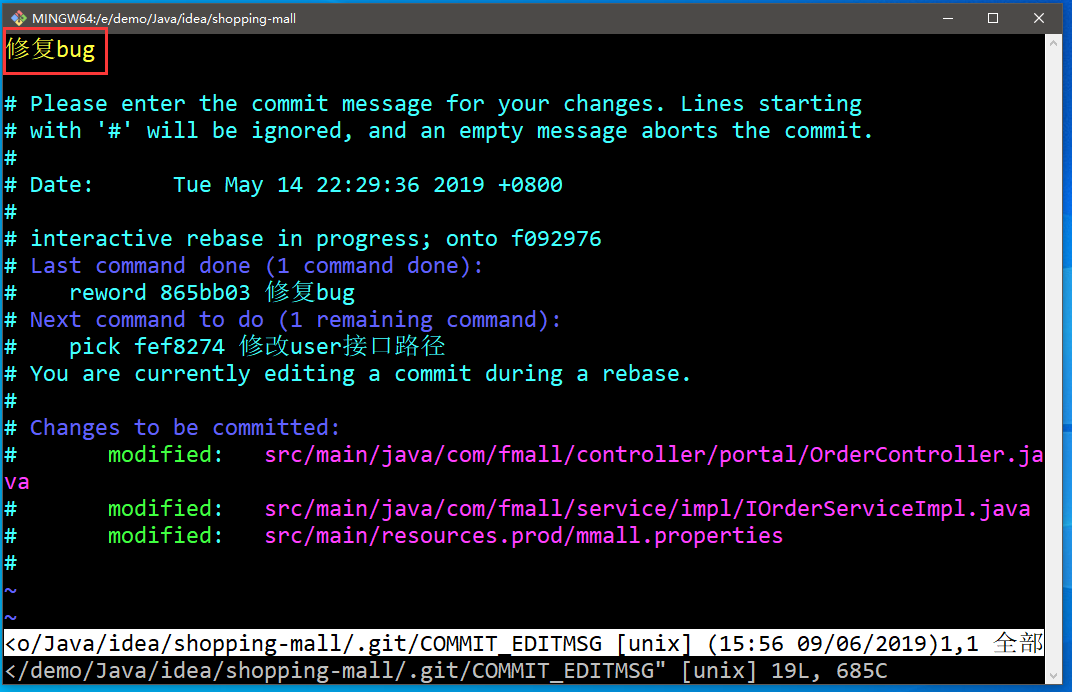 MINGW64:/e/demo/Java/idea/shopping-mall
修复bug
# Please enter the commit message for your changes. Lines starting
# with '#' will be ignored, and an empty message aborts the commit.
#
# Date:      Tue May 14 22:29:36 2019 +0800
#
# interactive rebase in progress; onto f092976
# Last command done (1 command done):
#    reword 865bb03 修复bug
# Next command to do (1 remaining command):
#    pick fef8274 修改user接口路径
# You are currently editing a commit during a rebase.
#
# Changes to be committed:
#       modified:   src/main/java/com/fmall/controller/portal/OrderController.ja
va
#       modified:   src/main/java/com/fmall/service/impl/IOrderServiceImpl.java
#       modified:   src/main/resources.prod/mmall.properties
#
~
~
<o/Java/idea/shopping-mall/.git/COMMIT_EDITMSG [unix] (15:56 09/06/2019)1,1 全部
</demo/Java/idea/shopping-mall/.git/COMMIT_EDITMSG" [unix] 19L, 685C